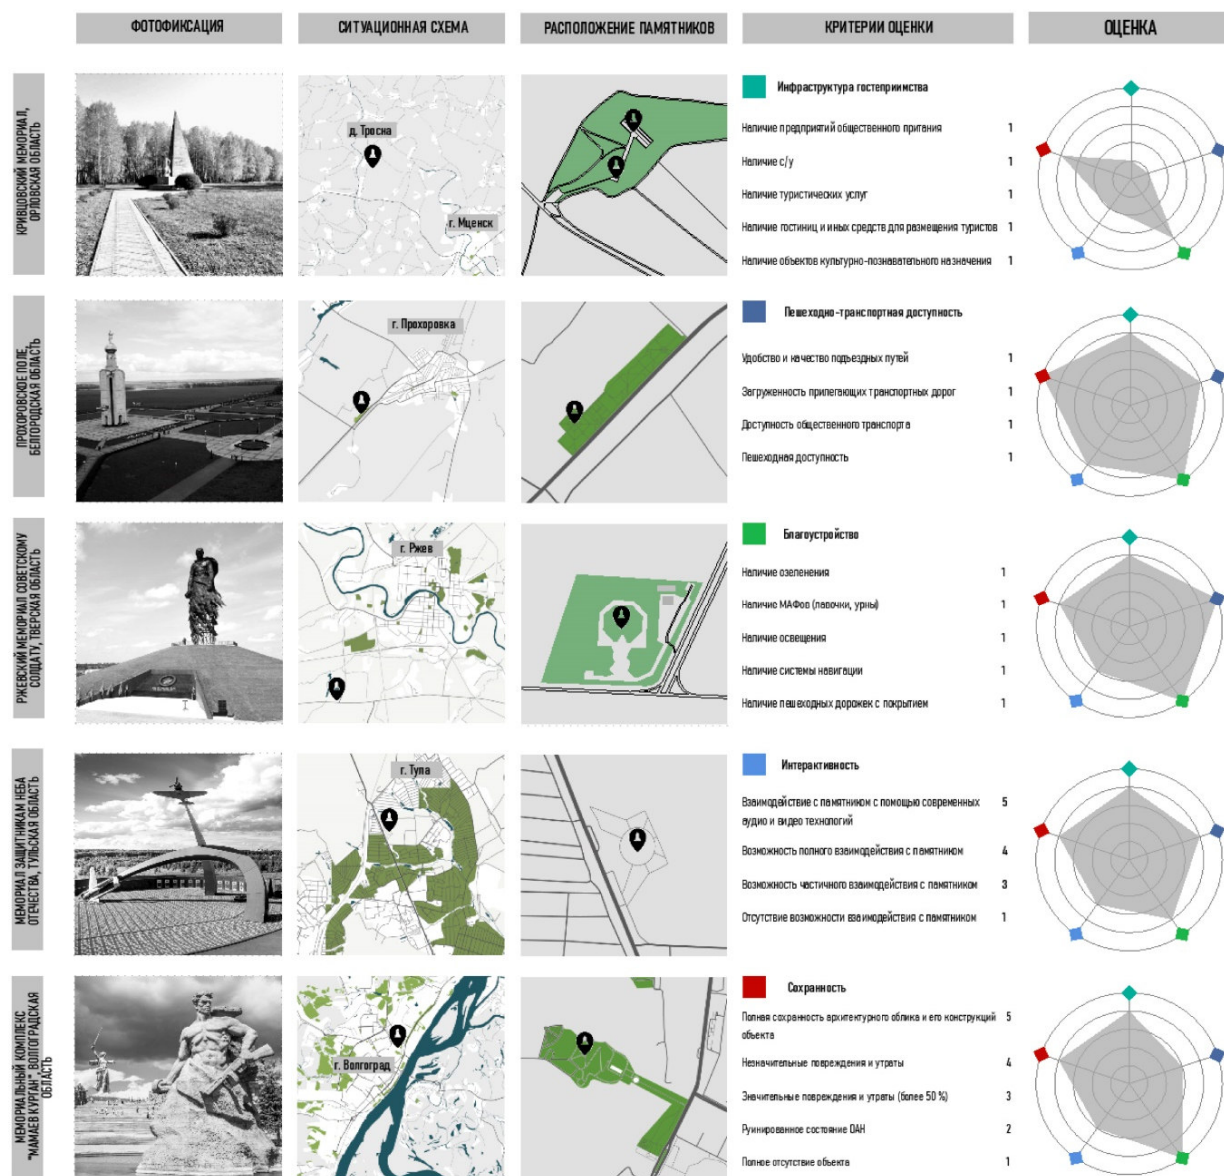 ФОТОФИКСАЦИЯ
СИТУАЦИОННАЯ СХЕМА
РАСПОЛОЖЕНИЕ ПАМЯТНИКОВ
КРИТЕРИИ ОЦЕНКИ
ОЦЕНКА
КРИВЦОВСКИЙ МЕМОРИАЛ,
ОРЛОВСКАЯ ОБЛАСТЬ
д. Тросна
г. Мценск
Инфраструктура гостеприимства
Наличие предприятий общественного питания 1
Наличие с/у 1
Наличие туристических услуг 1
Наличие гостиниц и иных средств для размещения туристов 1
Наличие объектов культурно-познавательного назначения 1
ПРОХОРОВСКОЕ ПОЛЕ,
БЕЛГОРОДСКАЯ ОБЛАСТЬ
г. Прохоровка
Пешеходно-транспортная доступность
Удобство и качество подъездных путей 1
Загруженность прилегающих транспортных дорог 1
Доступность общественного транспорта 1
Пешеходная доступность 1
РЖЕВСКИЙ МЕМОРИАЛ СОВЕТСКОМУ
СОЛДАТУ, ТВЕРСКАЯ ОБЛАСТЬ
г. Ржев
Благоустройство
Наличие озеленения 1
Наличие МАФов (лавочки, урны) 1
Наличие освещения 1
Наличие системы навигации 1
Наличие пешеходных дорожек с покрытием 1
МЕМОРИАЛ ЗАЩИТНИКАМ НЕБА
ОТЕЧЕСТВА, ТУЛЬСКАЯ ОБЛАСТЬ
г. Тула
Интерактивность
Взаимодействие с памятником с помощью современных 5
аудио и видео технологий
Возможность полного взаимодействия с памятником 4
Возможность частичного взаимодействия с памятником 3
Отсутствие возможности взаимодействия с памятником 1
МЕМОРИАЛЬНЫЙ КОМПЛЕКС
"МАМАЕВ КУРГАН", ВОЛГОГРАДСКАЯ
ОБЛАСТЬ
г. Волгоград
Сохранность
Полная сохранность архитектурного облика и его конструкций 5
объекта
Незначительные повреждения и утраты 4
Значительные повреждения и утраты (более 50 %) 3
Руинированное состояние ОАН 2
Полное отсутствие объекта 1